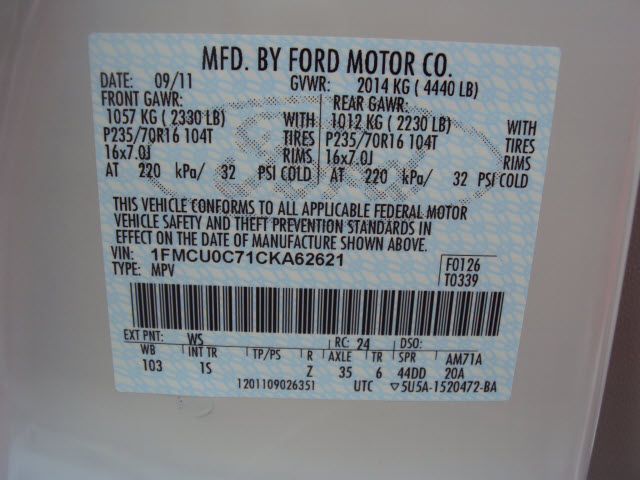 MFD. BY FORD MOTOR CO.
DATE: 09/11 GVWR: 2014 KG ( 4440 LB)
FRONT GAWR: REAR GAWR:
1057 KG ( 2330 LB) WITH 1012 KG ( 2230 LB) WITH
P235/70R16 104T TIRES P235/70R16 104T TIRES
16x7.0J RIMS 16x7.0J RIMS
AT 220 kPa/ 32 PSI COLD AT 220 kPa/ 32 PSI COLD
THIS VEHICLE CONFORMS TO ALL APPLICABLE FEDERAL MOTOR
VEHICLE SAFETY AND THEFT PREVENTION STANDARDS IN
EFFECT ON THE DATE OF MANUFACTURE SHOWN ABOVE.
VIN: 1FMCU0C71CKA62621 F0126
TYPE: MPV T0339
EXT PNT: WS RC: 24 DSO:
WB INT TR TP/PS R AXLE TR SPR AM71A
103 1S Z 35 6 44DD 20A
1201109026351 UTC ▽5U5A-1520472-BA